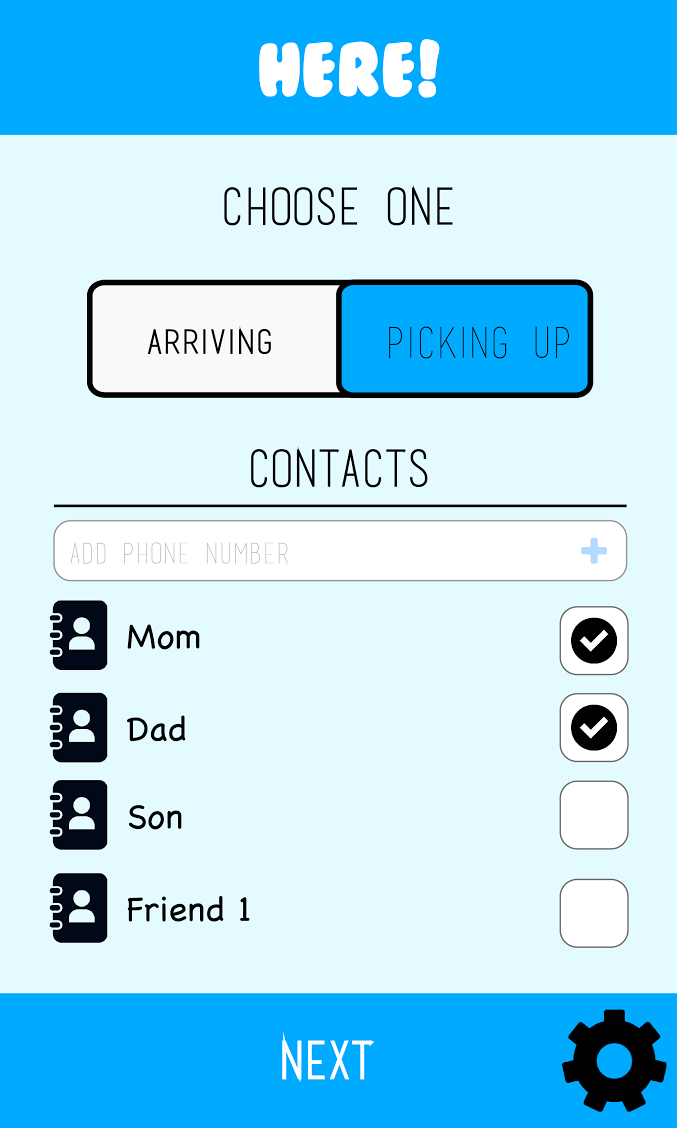 HERE!
CHOOSE ONE
ARRIVING PICKING UP
CONTACTS
ADD PHONE NUMBER
Mom
Dad
Son
Friend 1
NEXT